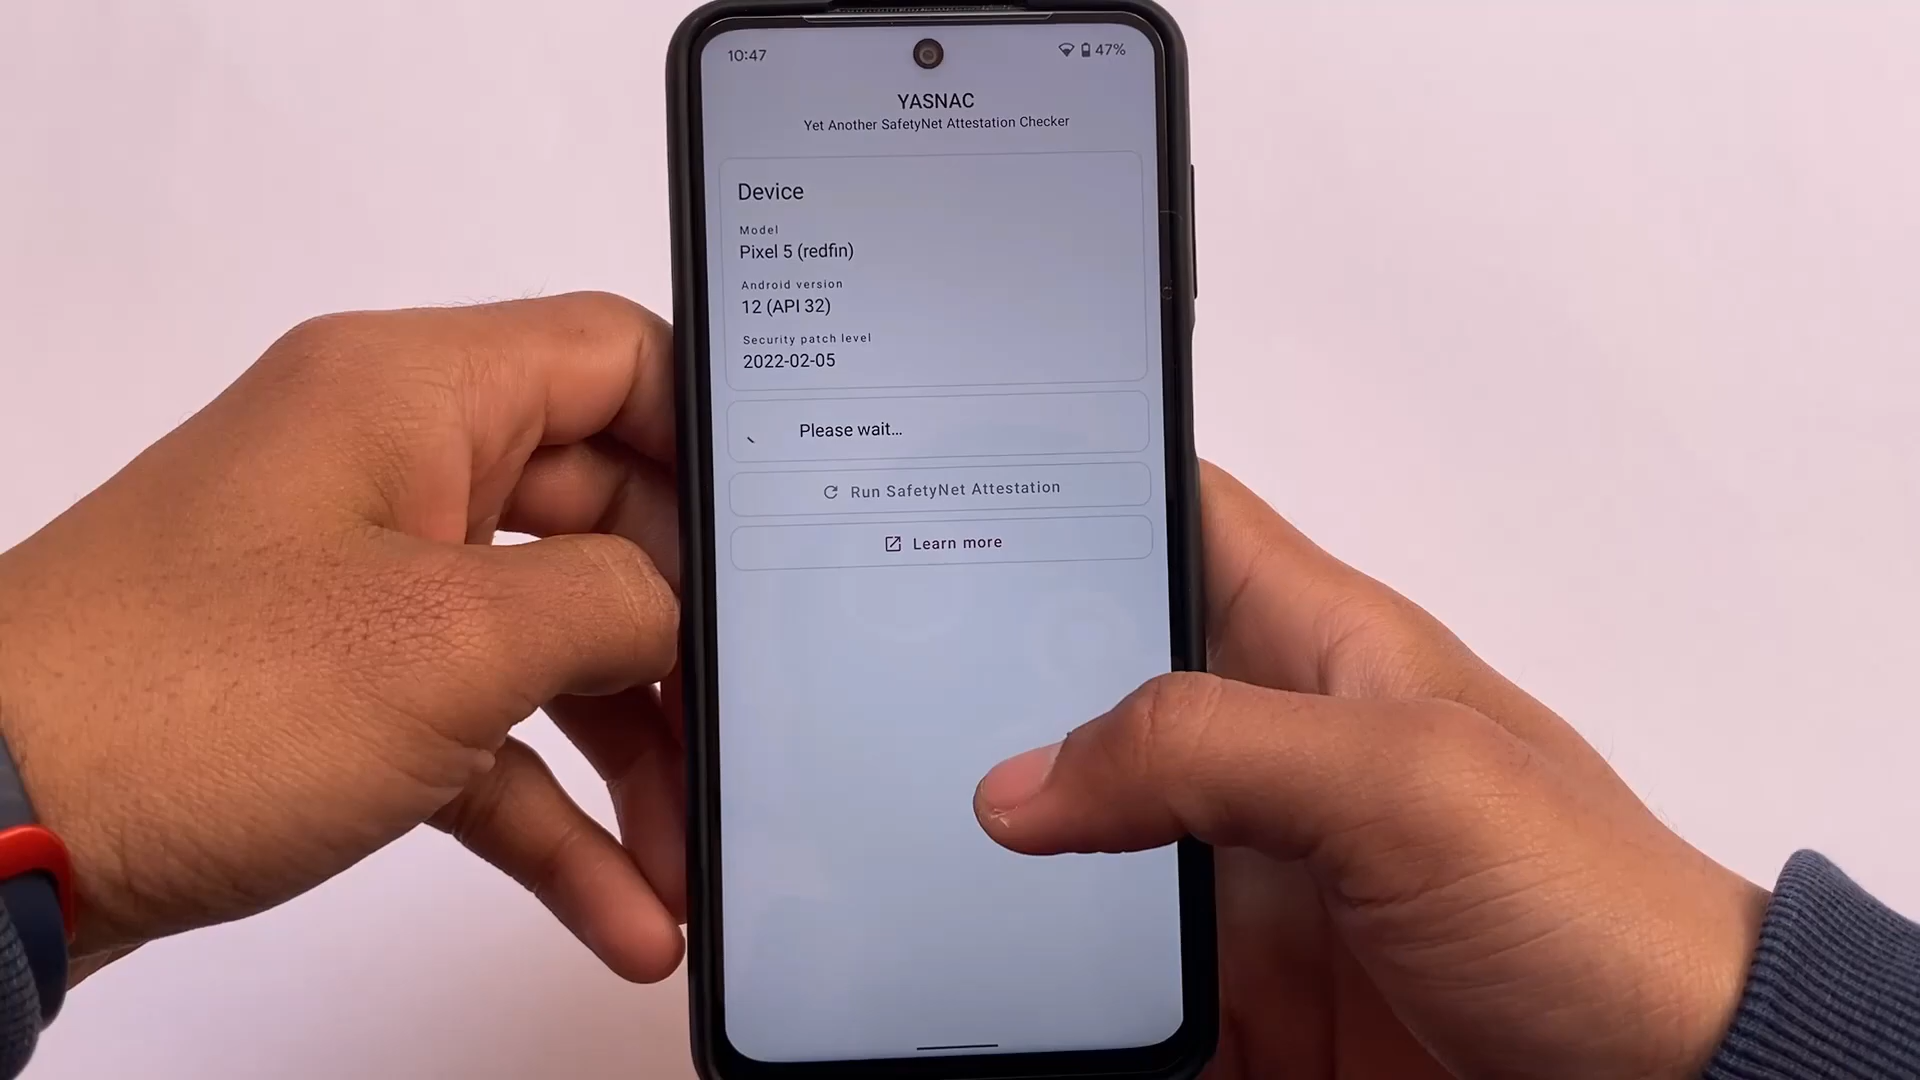 10:47
47%
YASNAC
Yet Another SafetyNet Attestation Checker
Device
Model
Pixel 5 (redfin)
Android version
12 (API 32)
Security patch level
2022-02-05
Please wait...
Run SafetyNet Attestation
Learn more